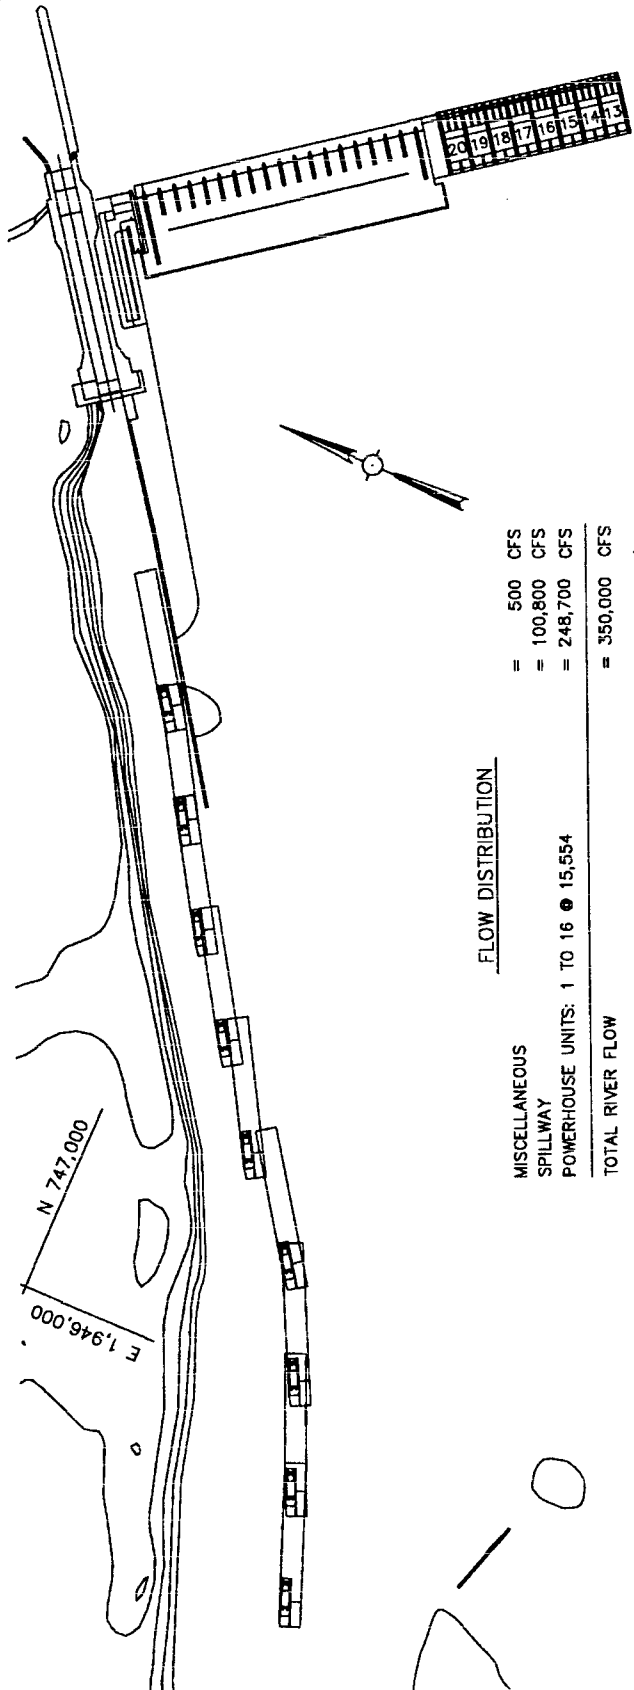 20 19 18 17 16 15 14 13
FLOW DISTRIBUTION
MISCELLANEOUS = 500 CFS
SPILLWAY = 100,800 CFS
POWERHOUSE UNITS: 1 TO 16 @ 15,554 = 248,700 CFS
TOTAL RIVER FLOW = 350,000 CFS
N 747,000
E 1,946,000